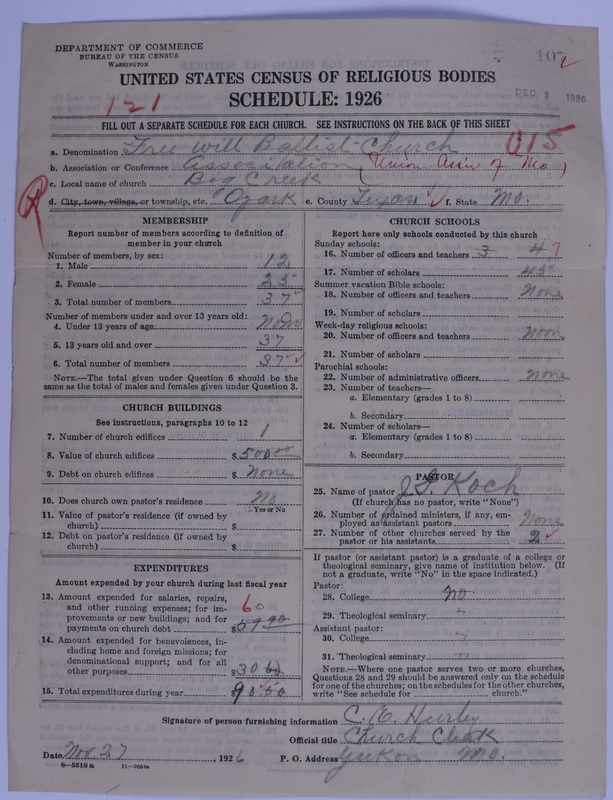 DEPARTMENT OF COMMERCE
BUREAU OF THE CENSUS
WASHINGTON
UNITED STATES CENSUS OF RELIGIOUS BODIES
SCHEDULE: 1926
121
DEC 1926
FILL OUT A SEPARATE SCHEDULE FOR EACH CHURCH. SEE INSTRUCTIONS ON THE BACK OF THIS SHEET
a. Denomination Free Will Baptist Church
b. Association or Conference Association (Union Assn of Mo.)
c. Local name of church Big Creek
d. City, town, village, or township, etc. Ozark e. County Texas f. State Mo.
MEMBERSHIP
Report number of members according to definition of member in your church
Number of members, by sex:
1. Male 12
2. Female 25
3. Total number of members 37
Number of members under and over 13 years old:
4. Under 13 years of age None
5. 13 years old and over 37
6. Total number of members 37
NOTE.—The total given under Question 6 should be the same as the total of males and females given under Question 3.
CHURCH BUILDINGS
See instructions, paragraphs 10 to 12
7. Number of church edifices 1
8. Value of church edifices $500.00
9. Debt on church edifices $ None
10. Does church own pastor's residence No
Yes or No
11. Value of pastor's residence (if owned by church) $
12. Debt on pastor's residence (if owned by church) $
EXPENDITURES
Amount expended by your church during last fiscal year
13. Amount expended for salaries, repairs, and other running expenses; for improvements or new buildings; and for payments on church debt $ 60
14. Amount expended for benevolences, including home and foreign missions; for denominational support; and for all other purposes $30
15. Total expenditures during year $90.50
CHURCH SCHOOLS
Report here only schools conducted by this church
Sunday schools:
16. Number of officers and teachers 3
17. Number of scholars 45
Summer vacation Bible schools:
18. Number of officers and teachers None
19. Number of scholars
Week-day religious schools:
20. Number of officers and teachers Noon
21. Number of scholars
Parochial schools:
22. Number of administrative officers None
23. Number of teachers—
a. Elementary (grades 1 to 8)
b. Secondary
24. Number of scholars—
a. Elementary (grades 1 to 8)
b. Secondary
PASTOR
25. Name of pastor Koch
(If church has no pastor, write "None")
26. Number of ordained ministers, if any, employed as assistant pastors None
27. Number of other churches served by the pastor or his assistants 2
If pastor (or assistant pastor) is a graduate of a college or theological seminary, give name of institution below. (If not a graduate, write "No" in the space indicated.)
Pastor:
28. College No
29. Theological seminary "
Assistant pastor:
30. College "
31. Theological seminary "
NOTE.—Where one pastor serves two or more churches, Questions 28 and 29 should be answered only on the schedule for one of the churches; on the schedules for the other churches, write "See schedule for church."
Signature of person furnishing information C. E. Hurley
Official title Church Clerk
Date Nov. 27, 1926 P. O. Address Yukon Mo.
8—5518 a 11—9054a